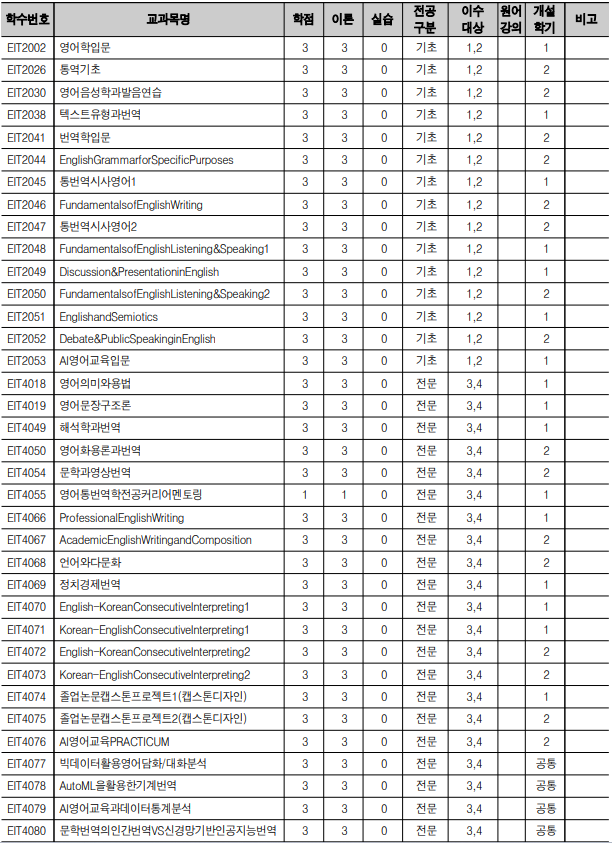 학수번호 교과목명 학점 이론 실습 전공구분 이수대상 원어강의 개설학기 비고
EIT2002 영어학입문 3 3 0 기초 1,2 1
EIT2026 통역기초 3 3 0 기초 1,2 2
EIT2030 영어음성학과발음연습 3 3 0 기초 1,2 2
EIT2038 텍스트유형과번역 3 3 0 기초 1,2 1
EIT2041 번역학입문 3 3 0 기초 1,2 2
EIT2044 EnglishGrammarforSpecificPurposes 3 3 0 기초 1,2 2
EIT2045 통번역시사영어1 3 3 0 기초 1,2 1
EIT2046 FundamentalsofEnglishWriting 3 3 0 기초 1,2 2
EIT2047 통번역시사영어2 3 3 0 기초 1,2 2
EIT2048 FundamentalsofEnglishListening&Speaking1 3 3 0 기초 1,2 1
EIT2049 Discussion&PresentationinEnglish 3 3 0 기초 1,2 1
EIT2050 FundamentalsofEnglishListening&Speaking2 3 3 0 기초 1,2 2
EIT2051 EnglishandSemiotics 3 3 0 기초 1,2 1
EIT2052 Debate&PublicSpeakinginEnglish 3 3 0 기초 1,2 2
EIT2053 AI영어교육입문 3 3 0 기초 1,2 1
EIT4018 영어의미와용법 3 3 0 전문 3,4 1
EIT4019 영어문장구조론 3 3 0 전문 3,4 1
EIT4049 해석학과번역 3 3 0 전문 3,4 1
EIT4050 영어화용론과번역 3 3 0 전문 3,4 2
EIT4054 문학과영상번역 3 3 0 전문 3,4 2
EIT4055 영어통번역학전공커리어멘토링 1 1 0 전문 3,4 1
EIT4066 ProfessionalEnglishWriting 3 3 0 전문 3,4 1
EIT4067 AcademicEnglishWritingandComposition 3 3 0 전문 3,4 2
EIT4068 언어와다문화 3 3 0 전문 3,4 2
EIT4069 정치경제번역 3 3 0 전문 3,4 1
EIT4070 English-KoreanConsecutiveInterpreting1 3 3 0 전문 3,4 1
EIT4071 Korean-EnglishConsecutiveInterpreting1 3 3 0 전문 3,4 1
EIT4072 English-KoreanConsecutiveInterpreting2 3 3 0 전문 3,4 2
EIT4073 Korean-EnglishConsecutiveInterpreting2 3 3 0 전문 3,4 2
EIT4074 졸업논문캡스톤프로젝트1(캡스톤디자인) 3 3 0 전문 3,4 1
EIT4075 졸업논문캡스톤프로젝트2(캡스톤디자인) 3 3 0 전문 3,4 2
EIT4076 AI영어교육PRACTICUM 3 3 0 전문 3,4 2
EIT4077 빅데이터활용영어담화/대화분석 3 3 0 전문 3,4 공통
EIT4078 AutoML을활용한기계번역 3 3 0 전문 3,4 공통
EIT4079 AI영어교육과데이터통계분석 3 3 0 전문 3,4 공통
EIT4080 문학번역의인간번역VS신경망기반인공지능번역 3 3 0 전문 3,4 공통